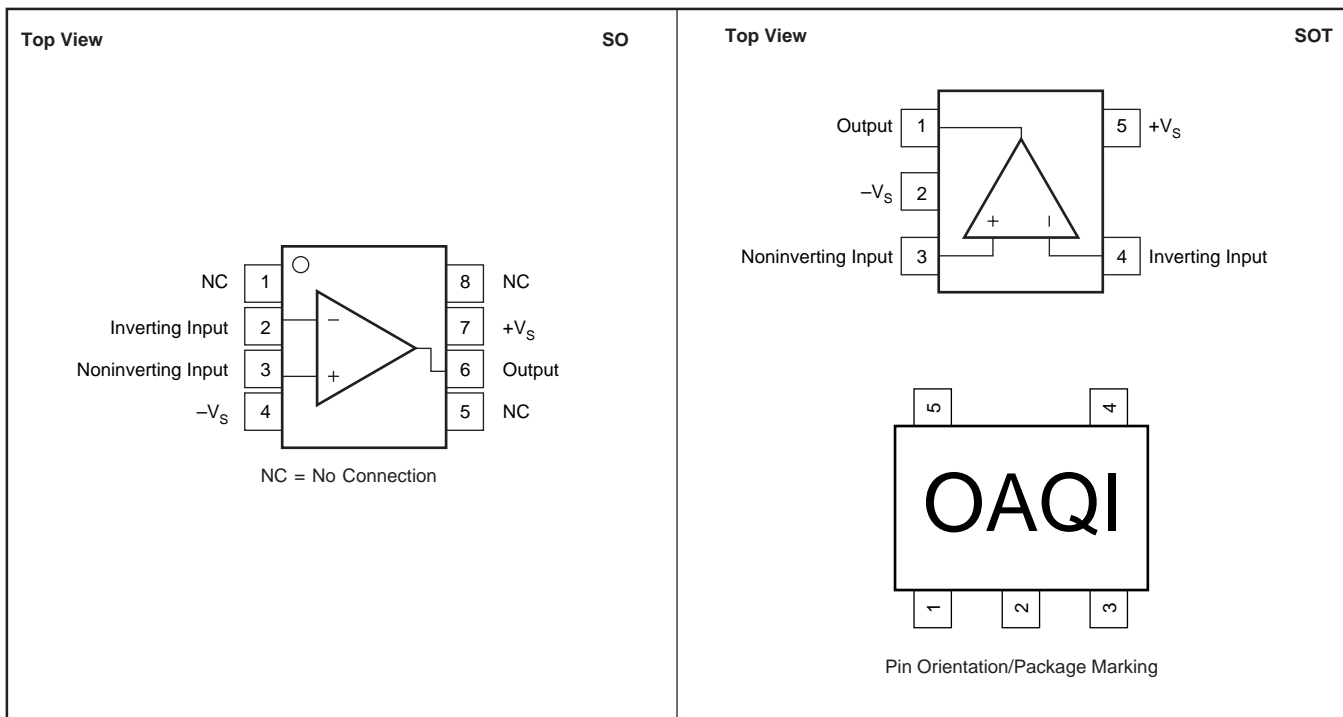 Top View SO
NC 1 8 NC
Inverting Input 2 − 7 +VS
Noninverting Input 3 + 6 Output
–VS 4 5 NC
NC = No Connection
Top View SOT
Output 1 5 +VS
–VS 2
+ −
Noninverting Input 3 4 Inverting Input
5 4
OAQI
1 2 3
Pin Orientation/Package Marking